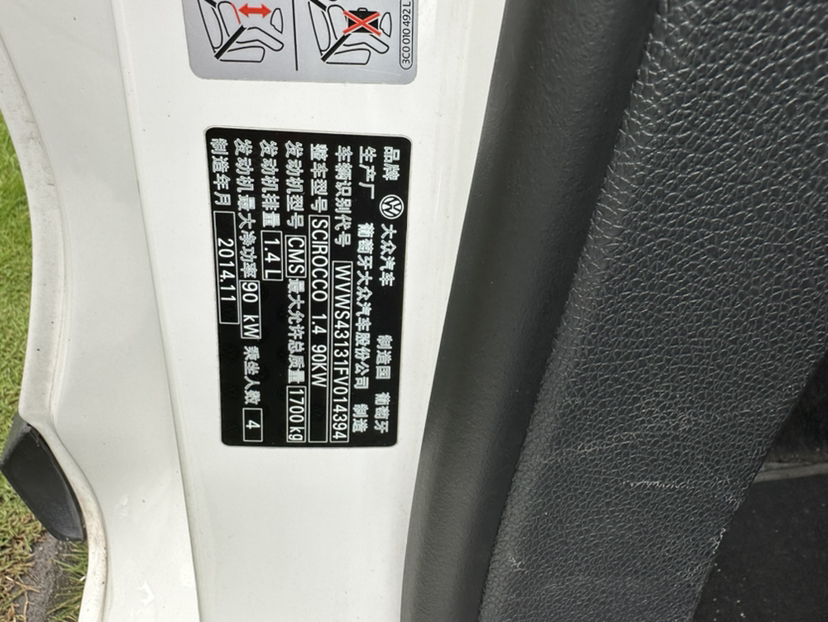 3C0 010 492 L
品牌 大众汽车 制造国 葡萄牙
生产厂 葡萄牙大众汽车股份公司 制造
车辆识别代号 WVWS43131FV014394
整车型号 SCIROCCO 1.4 90KW
发动机型号 CMS 最大允许总质量 1700 kg
发动机排量 1.4 L
发动机最大净功率 90 kW 乘坐人数 4
制造年月 2014.11